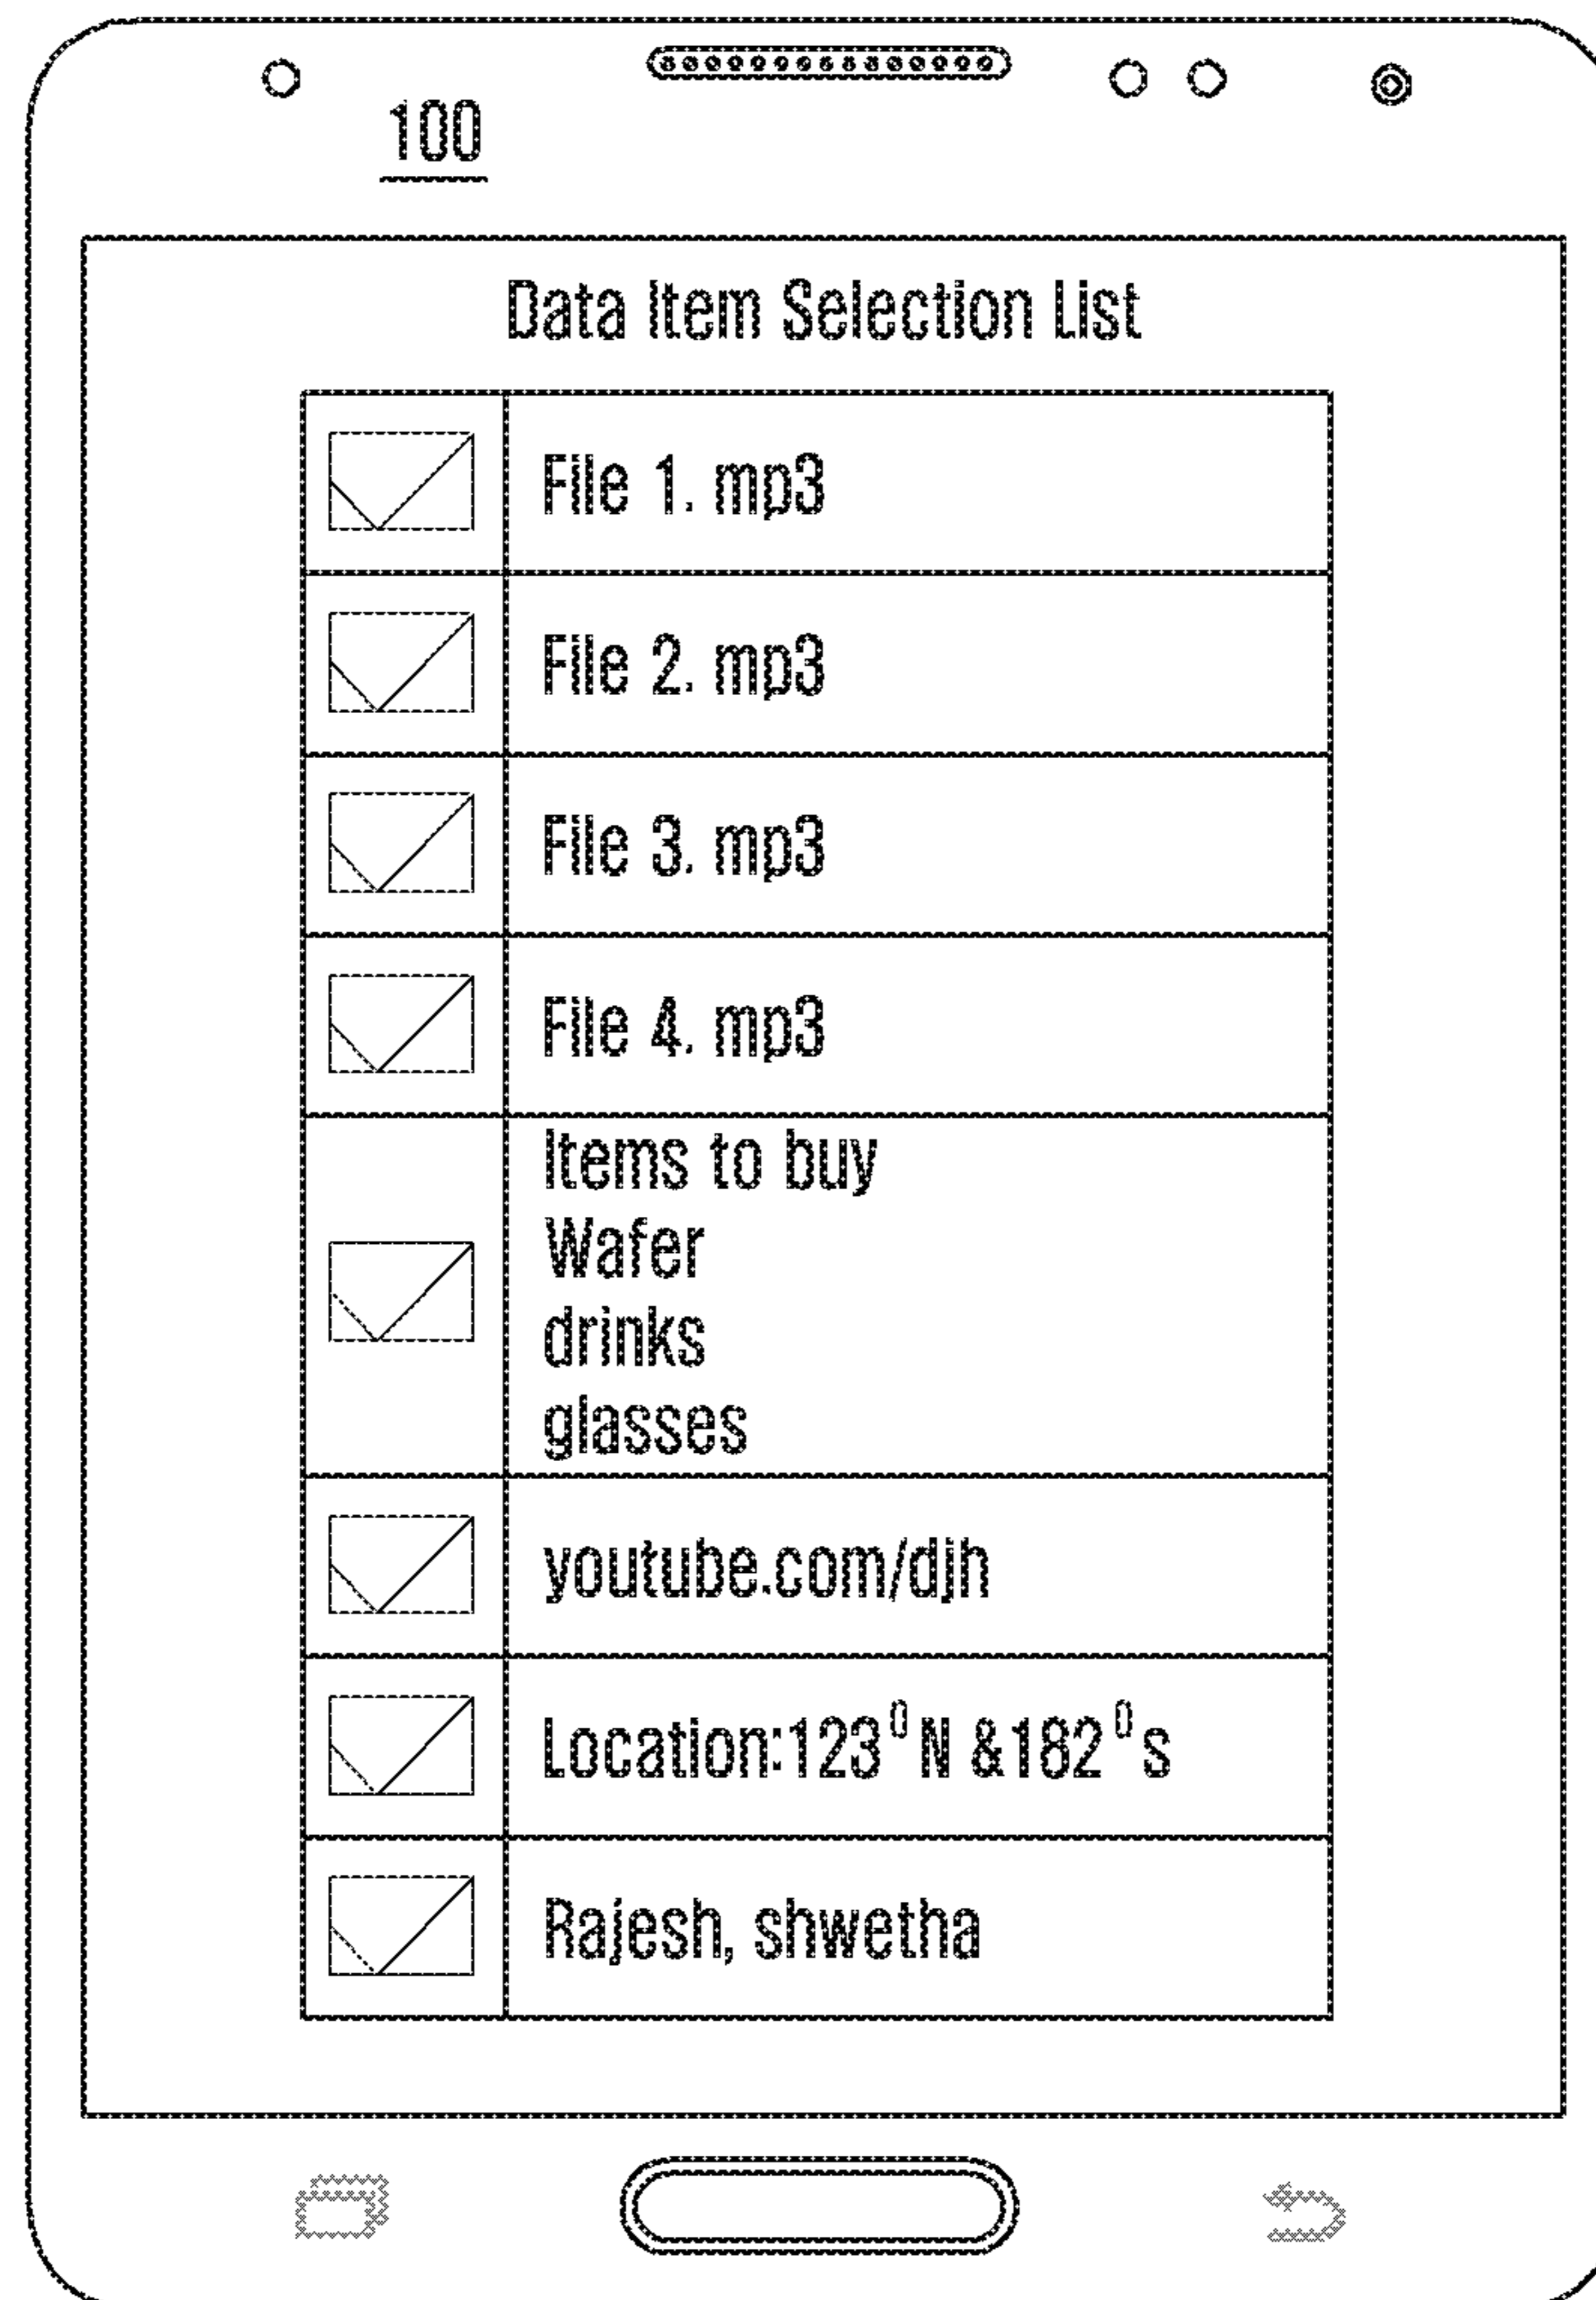 100
Data Item Selection List
File 1. mp3
File 2. mp3
File 3. mp3
File 4. mp3
Items to buy
Wafer
drinks
glasses
youtube.com/djh
Location:123⁰N &182⁰s
Rajesh, shwetha